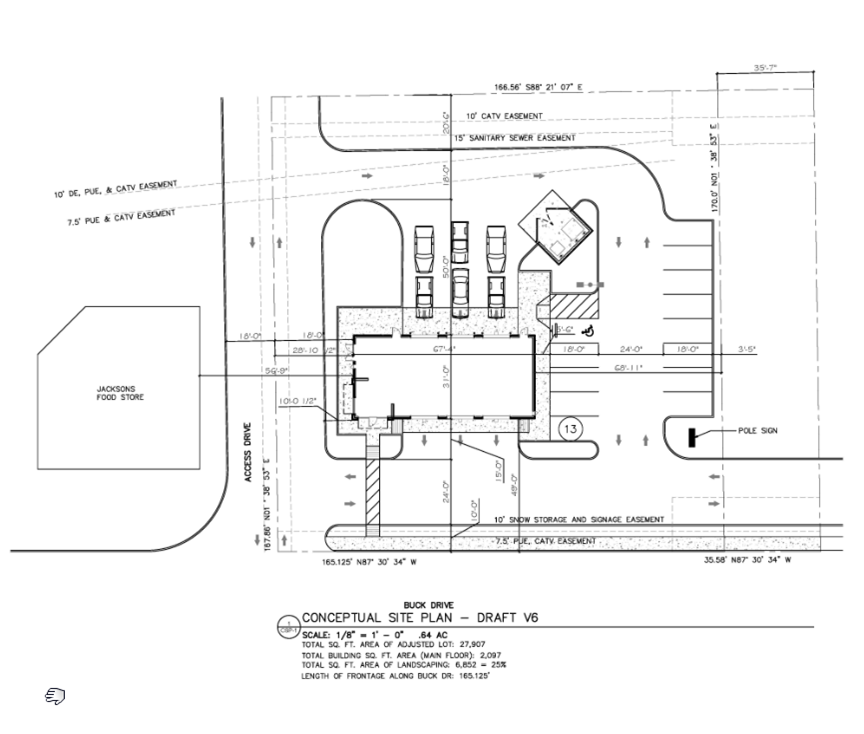 35'-7"
166.56' S88° 21' 07" E
20'-6"
10' CATV EASEMENT
15' SANITARY SEWER EASEMENT
170.0' N01° 38' 53" E
10' DE, PUE, & CATV EASEMENT
7.5' PUE & CATV EASEMENT
18'-0"
50'-0"
18'-0"
18'-0"
28'-10 1/2"
67'-4"
18'-0"
24'-0"
18'-0"
3'-5"
56'-9"
31'-0"
68'-11"
JACKSONS
FOOD STORE
10'-0 1/2"
13
POLE SIGN
ACCESS DRIVE
167.86' N01° 38' 53" E
15'-0"
24'-0"
48'-0"
10'-0"
10' SNOW STORAGE AND SIGNAGE EASEMENT
7.5' PUE, CATV EASEMENT
165.125' N87° 30' 34" W
35.58' N87° 30' 34" W
BUCK DRIVE
1
CONCEPTUAL SITE PLAN - DRAFT V6
SCALE: 1/8" = 1' - 0" .64 AC
TOTAL SQ. FT. AREA OF ADJUSTED LOT: 27,907
TOTAL BUILDING SQ. FT. AREA (MAIN FLOOR): 2,097
TOTAL SQ. FT. AREA OF LANDSCAPING: 6,852 = 25%
LENGTH OF FRONTAGE ALONG BUCK DR: 165.125'